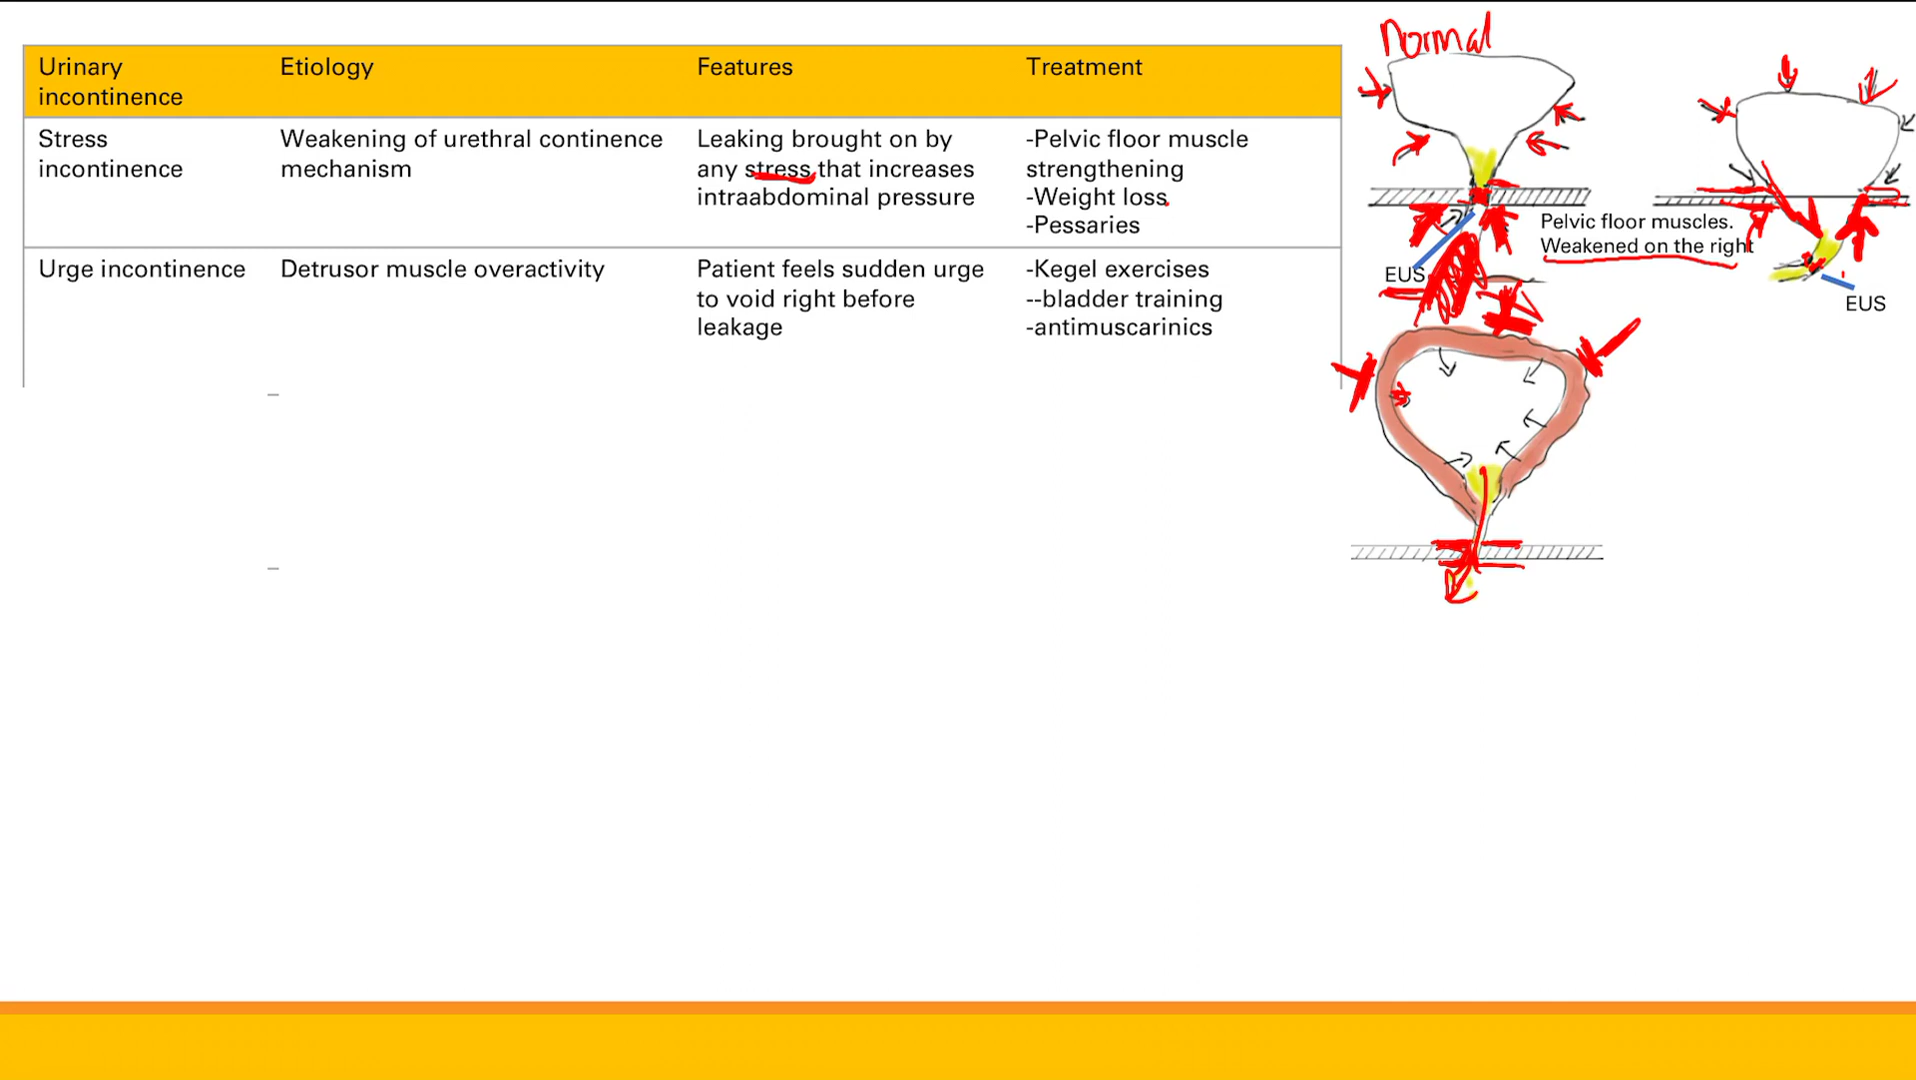 Normal
Urinary incontinence
Etiology
Features
Treatment
Stress incontinence
Weakening of urethral continence
mechanism
Leaking brought on by
any stress that increases
intraabdominal pressure
-Pelvic floor muscle
strengthening
-Weight loss.
-Pessaries
Urge incontinence
Detrusor muscle overactivity
Patient feels sudden urge
to void right before
leakage
-Kegel exercises
--bladder training
-antimuscarinics
Pelvic floor muscles.
Weakened on the right
EUS
EUS